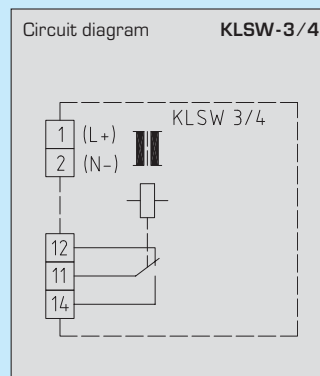 Circuit diagram KLSW-3/4
KLSW 3/4
1 (L+)
2 (N-)
12
11
14